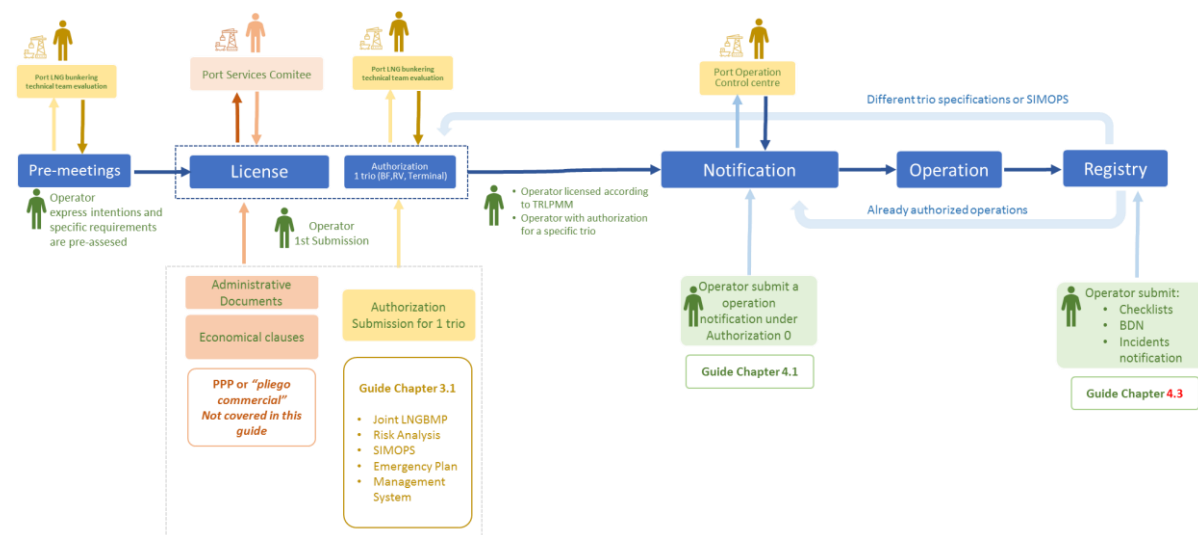 Port LNG bunkering
technical team evaluation
Port Services Comitee
Port LNG bunkering
technical team evaluation
Port Operation
Control centre
Different trio specifications or SIMOPS
Pre-meetings
License
Authorization
1 trio (BF,RV, Terminal)
Notification
Operation
Registry
Operator
express intentions and
specific requirements
are pre-assesed
Operator
1st Submission
• Operator licensed according
to TRLPMM
• Operator with authorization
for a specific trio
Already authorized operations
Administrative
Documents
Economical clauses
PPP or "pliego
commercial"
Not covered in this
guide
Authorization
Submission for 1 trio
Guide Chapter 3.1
• Joint LNGBMP
• Risk Analysis
• SIMOPS
• Emergency Plan
• Management
System
Operator submit a
operation
notification under
Authorization 0
Guide Chapter 4.1
Operator submit:
• Checklists
• BDN
• Incidents
notification
Guide Chapter 4.3